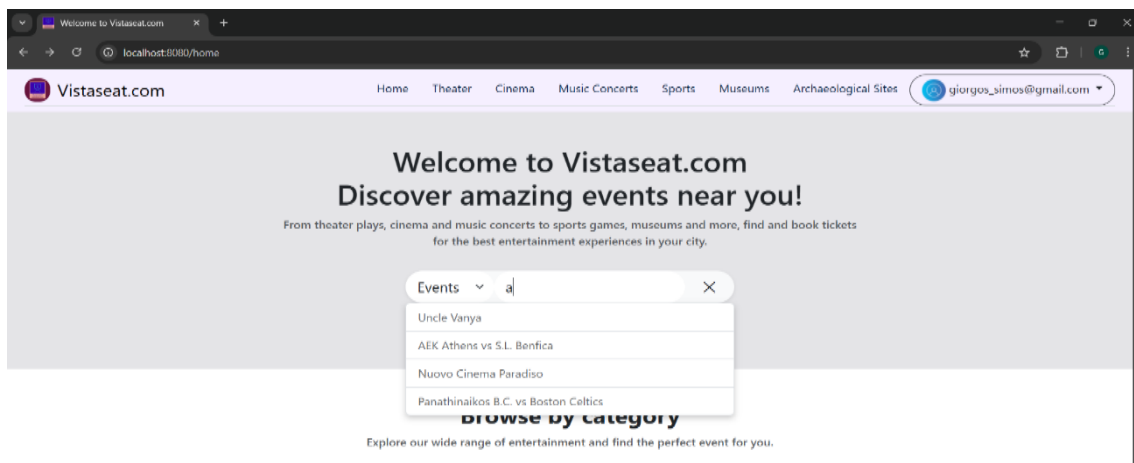 Welcome to Vistaseat.com
localhost:8080/home
G
Vistaseat.com Home Theater Cinema Music Concerts Sports Museums Archaeological Sites giorgos_simos@gmail.com
Welcome to Vistaseat.com
Discover amazing events near you!
From theater plays, cinema and music concerts to sports games, museums and more, find and book tickets
for the best entertainment experiences in your city.
Events a
Uncle Vanya
AEK Athens vs S.L. Benfica
Nuovo Cinema Paradiso
Panathinaikos B.C. vs Boston Celtics
Browse by category
Explore our wide range of entertainment and find the perfect event for you.